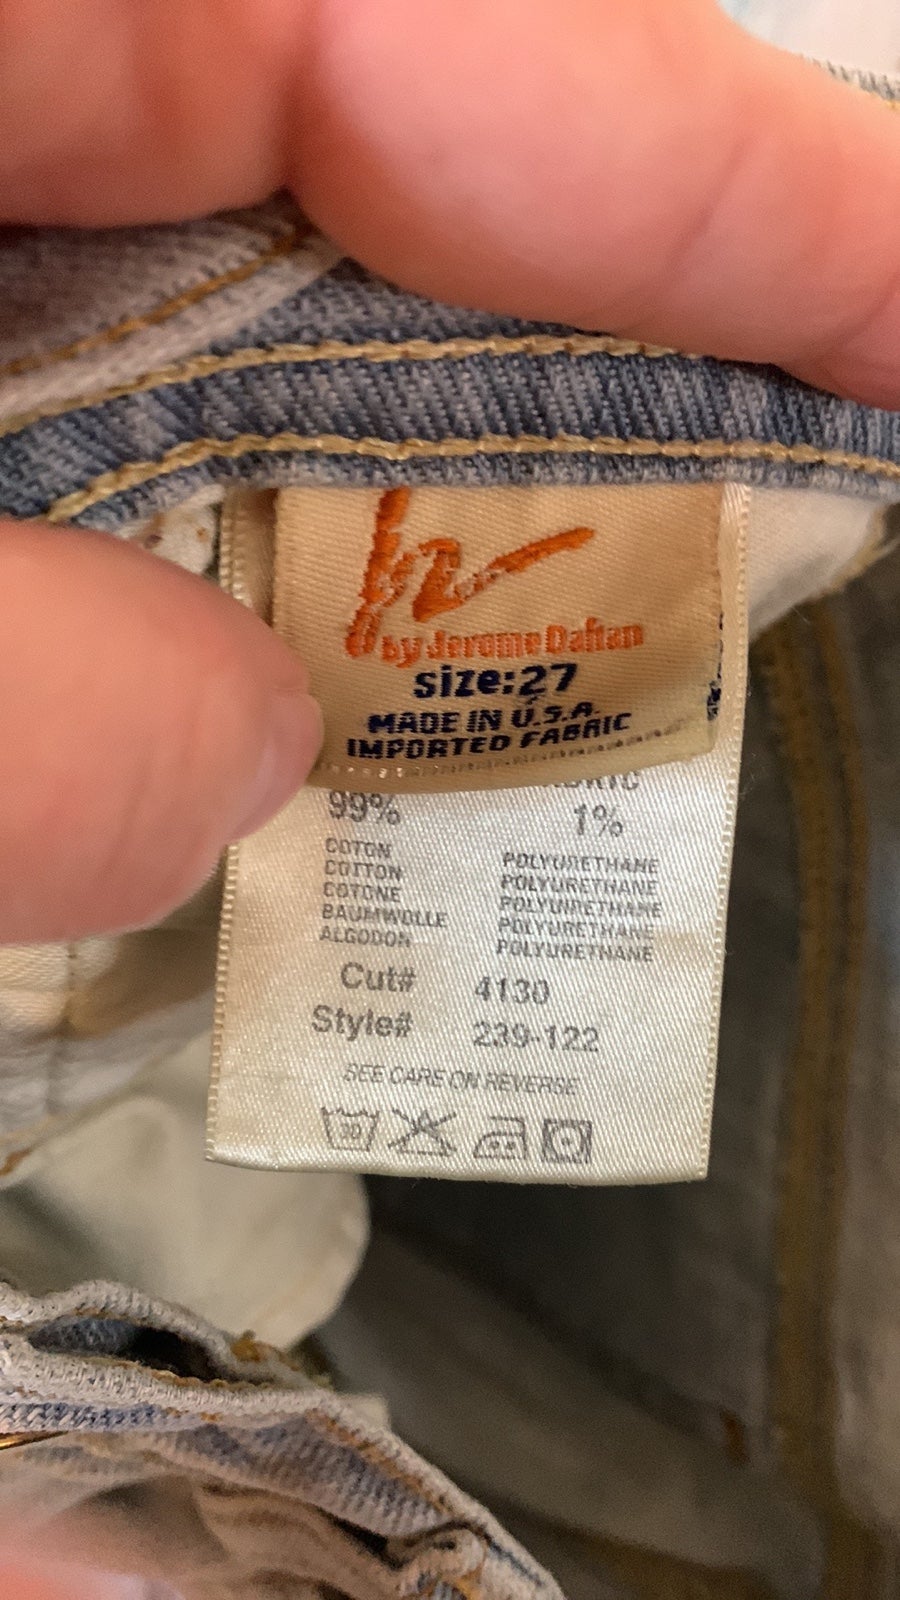 by Jerome Dahan
size:27
MADE IN U.S.A.
IMPORTED FABRIC
99% 1%
COTON POLYURETHANE
COTTON POLYURETHANE
COTONE POLYURETHANE
BAUMWOLLE POLYURETHANE
ALGODON POLYURETHANE
Cut# 4130
Style# 239-122
SEE CARE ON REVERSE
30